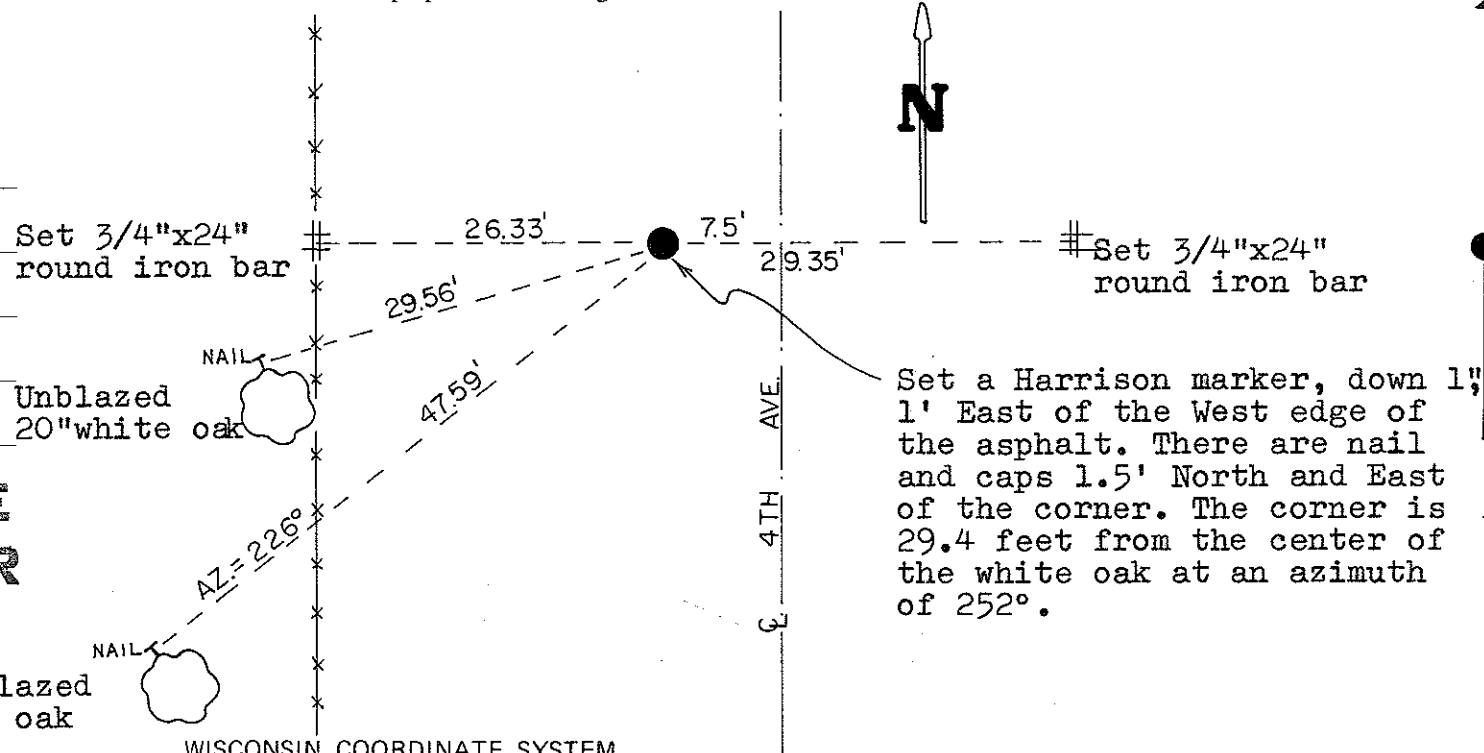 N
Set 3/4"x24"
round iron bar
26.33'
7.5'
29.35'
Set 3/4"x24"
round iron bar
29.56'
NAIL
Unblazed
20"white oak
47.59'
AZ.=226°
NAIL
lazed
oak
4TH AVE.
Set a Harrison marker, down 1",
1' East of the West edge of
the asphalt. There are nail
and caps 1.5' North and East
of the corner. The corner is
29.4 feet from the center of
the white oak at an azimuth
of 252°.
E
R
WISCONSIN COORDINATE SYSTEM